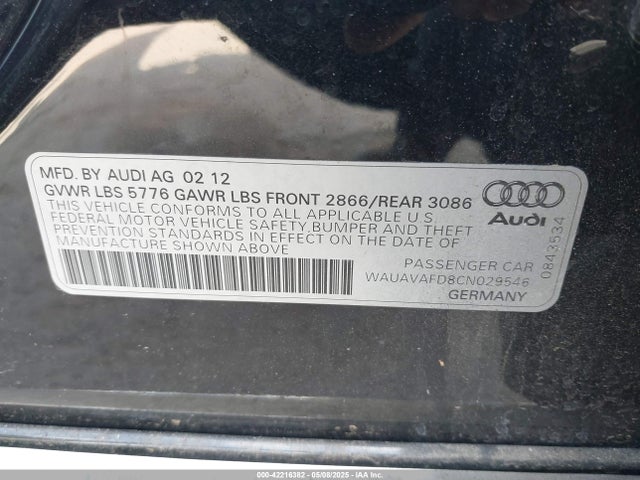 MFD. BY AUDI AG 02 12
GVWR LBS 5776 GAWR LBS FRONT 2866/REAR 3086
THIS VEHICLE CONFORMS TO ALL APPLICABLE U.S.
FEDERAL MOTOR VEHICLE SAFETY,BUMPER AND THEFT
PREVENTION STANDARDS IN EFFECT ON THE DATE OF
MANUFACTURE SHOWN ABOVE
Audi
0843534
PASSENGER CAR
WAUAVAFD8CN029546
GERMANY
000-42216382 - 05/08/2025 - IAAI.COM